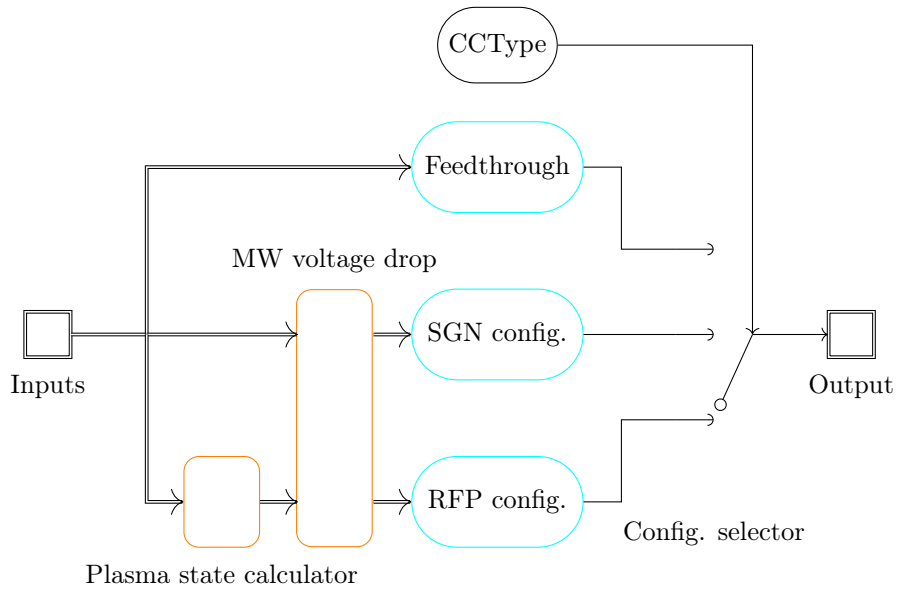 CCType
Feedthrough
MW voltage drop
SGN config.
Inputs
Output
RFP config.
Config. selector
Plasma state calculator